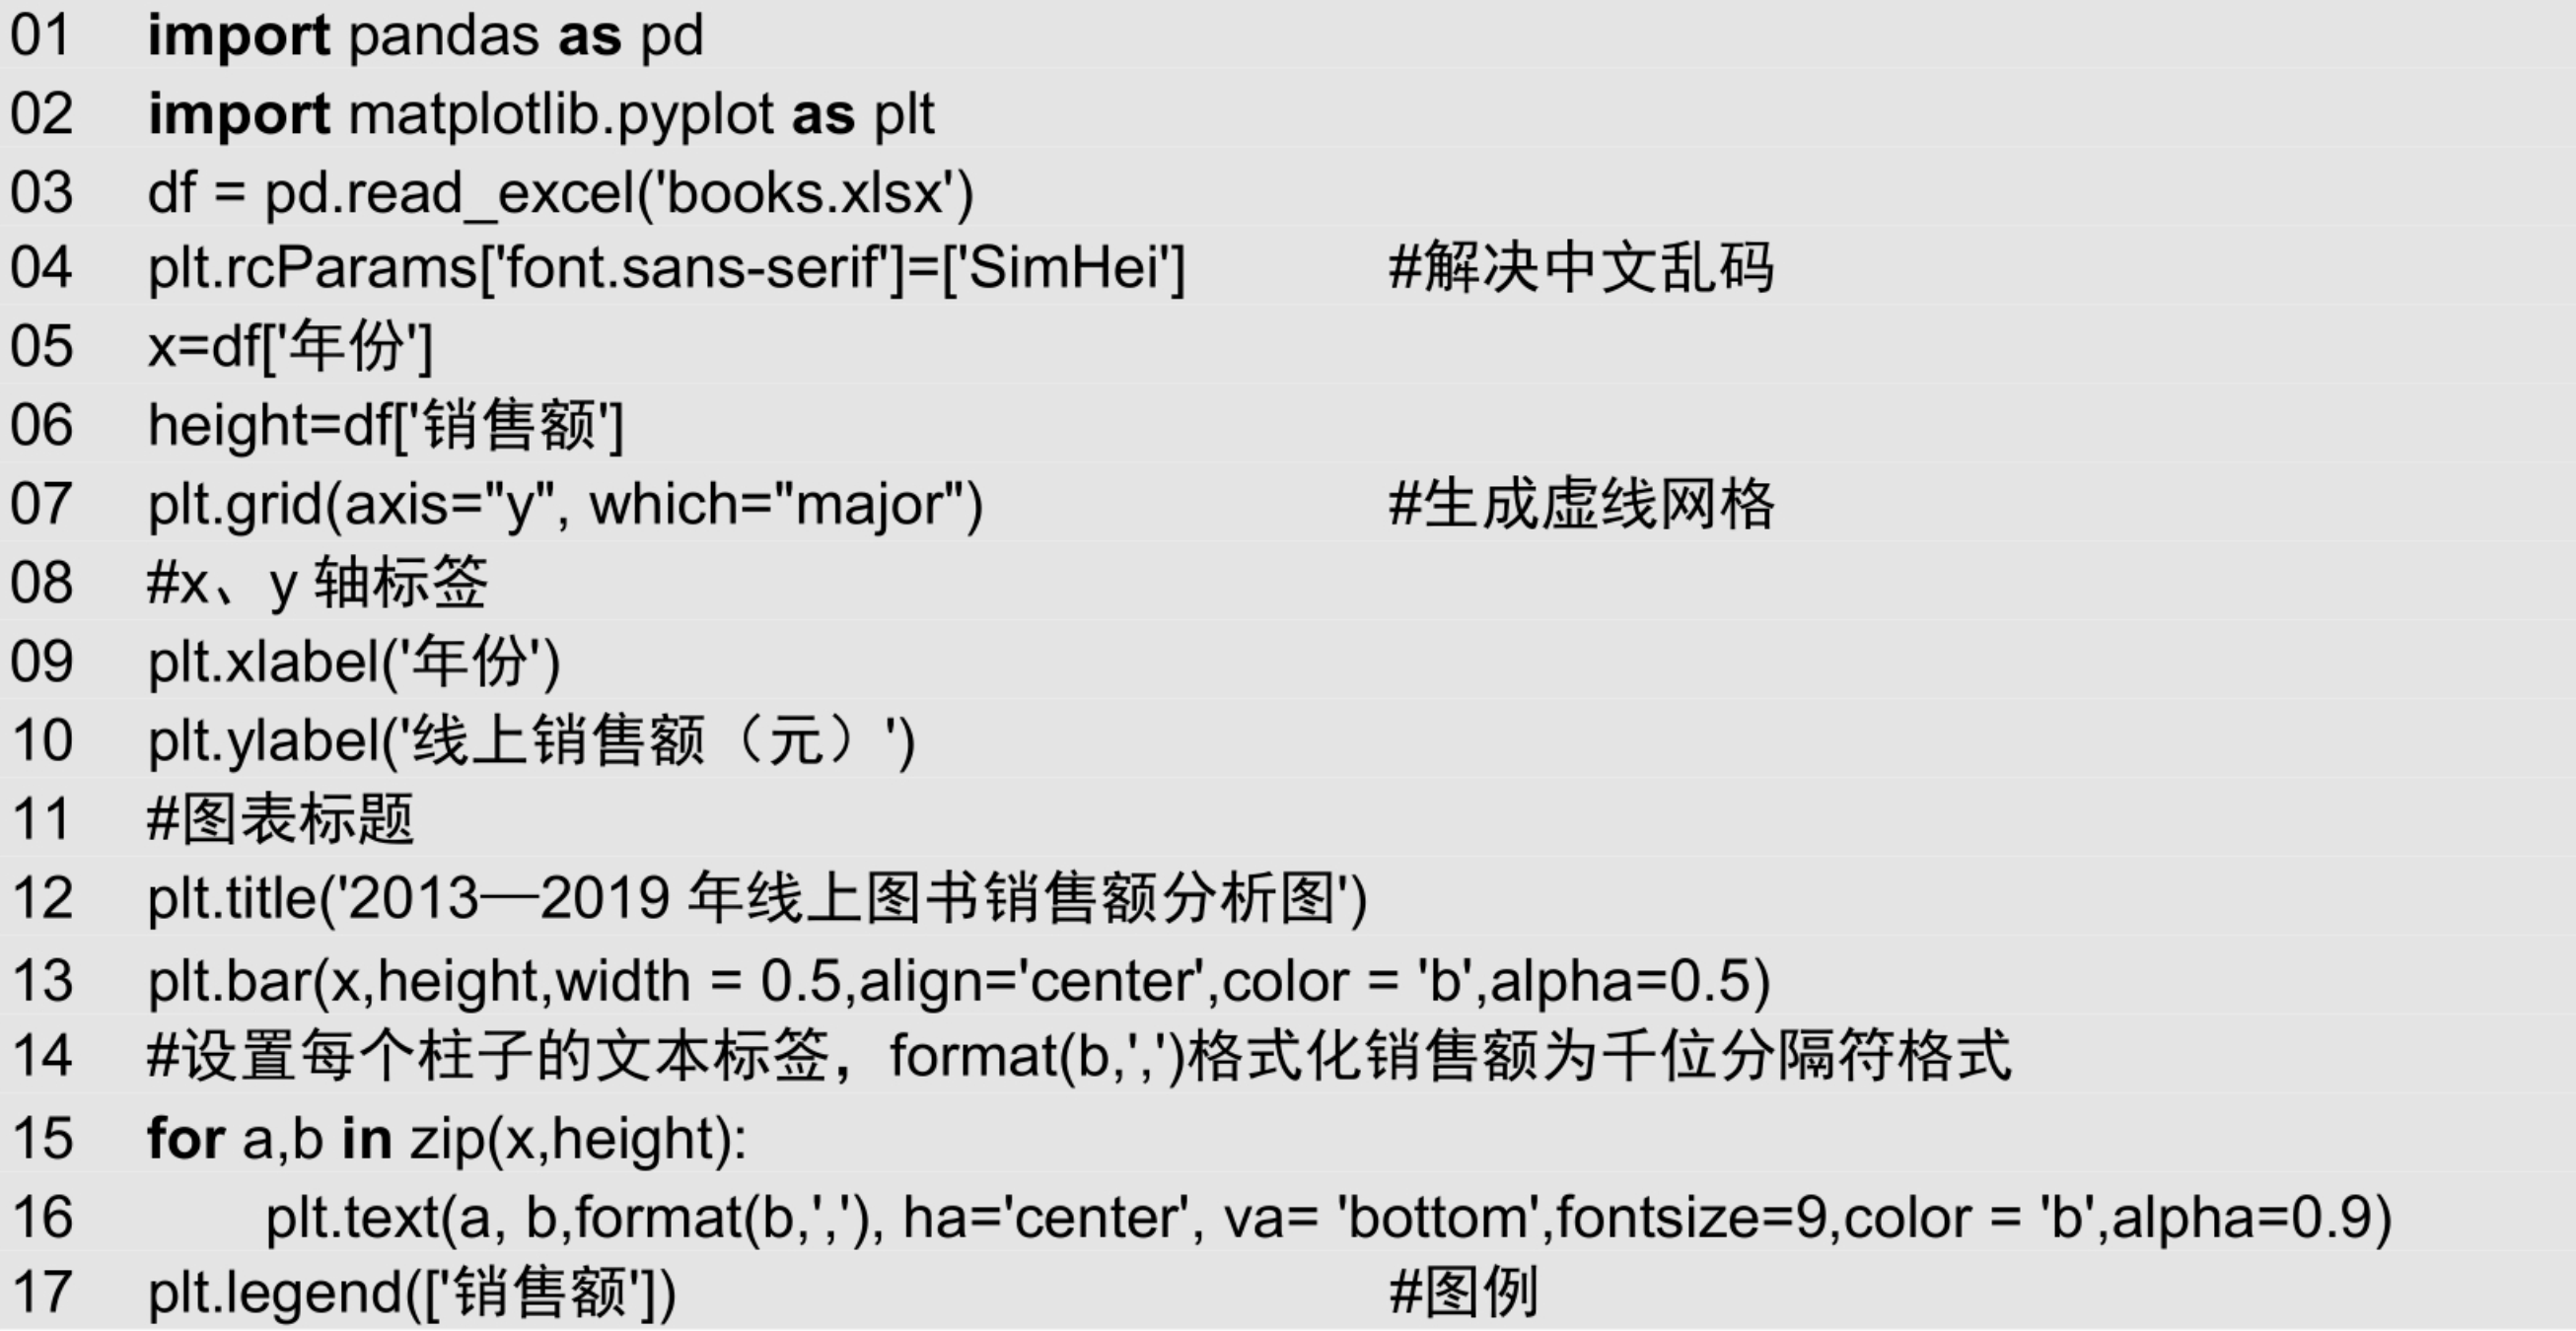 01 import pandas as pd
02 import matplotlib.pyplot as plt
03 df = pd.read_excel('books.xlsx')
04 plt.rcParams['font.sans-serif']=['SimHei'] #解决中文乱码
05 x=df['年份']
06 height=df['销售额']
07 plt.grid(axis="y", which="major") #生成虚线网格
08 #x、y 轴标签
09 plt.xlabel('年份')
10 plt.ylabel('线上销售额（元）')
11 #图表标题
12 plt.title('2013—2019 年线上图书销售额分析图')
13 plt.bar(x,height,width = 0.5,align='center',color = 'b',alpha=0.5)
14 #设置每个柱子的文本标签，format(b,',')格式化销售额为千位分隔符格式
15 for a,b in zip(x,height):
16 plt.text(a, b,format(b,','), ha='center', va= 'bottom',fontsize=9,color = 'b',alpha=0.9)
17 plt.legend(['销售额']) #图例